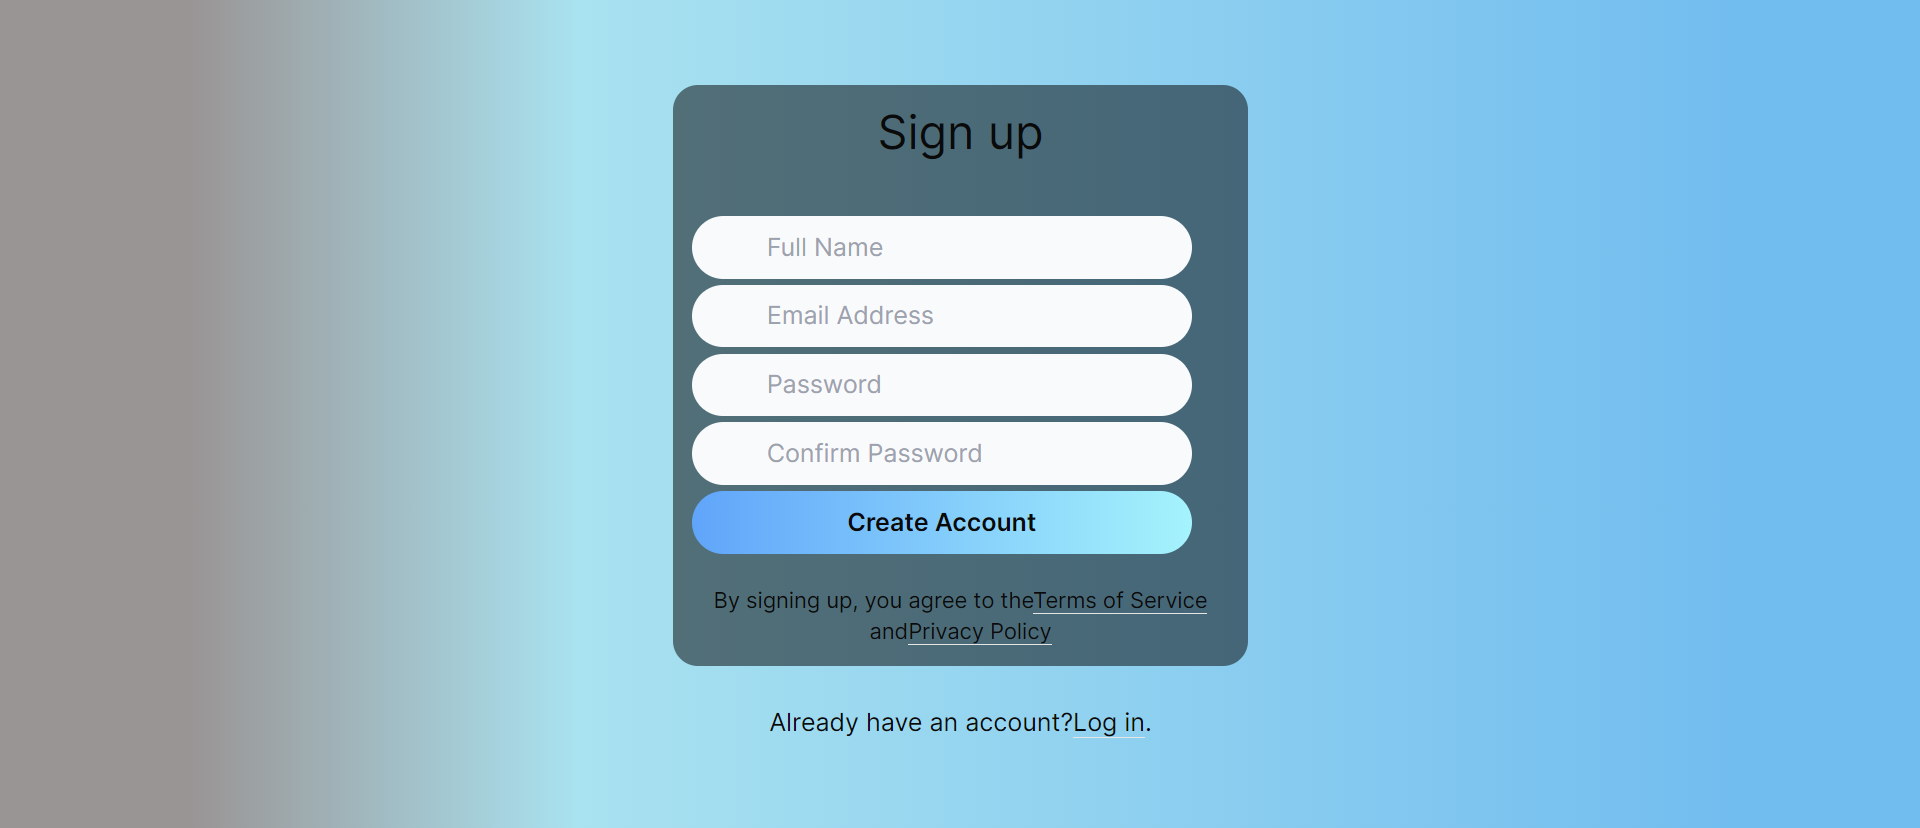 Sign up
Full Name
Email Address
Password
Confirm Password
Create Account
By signing up, you agree to theTerms of Service
andPrivacy Policy
Already have an account?Log in.